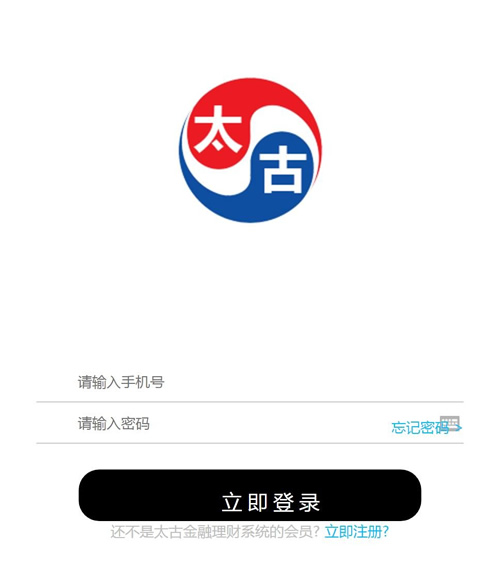 太
古
请输入手机号
请输入密码
忘记密码 >
立即登录
还不是太古金融理财系统的会员? 立即注册?